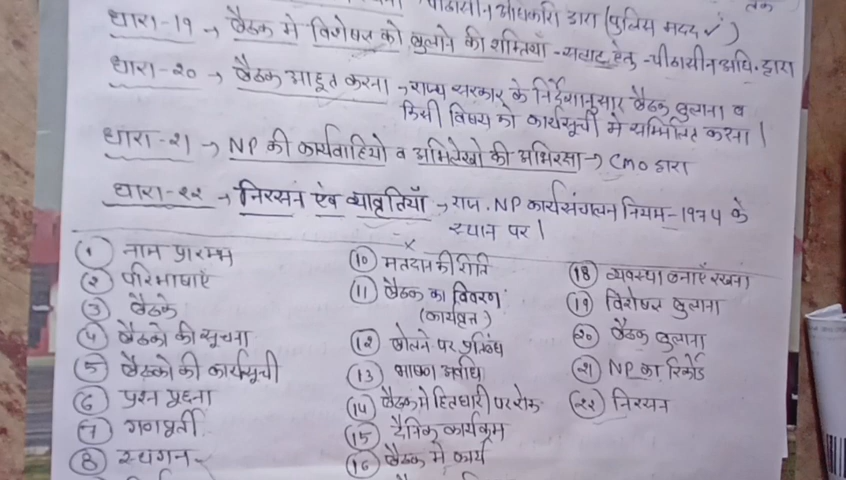 पीठासीन अधिकारी द्वारा (पुलिस मदद ✓) तक
धारा-19 → बैठक मे विशेषज्ञ को बुलाने की शक्तियाँ - सलाह हेतु - पीठासीन अधि. द्वारा
धारा-20 → बैठक आहूत करना → राज्य सरकार के निर्देशानुसार बैठक बुलाना व
किसी विषय को कार्यसूची मे सम्मिलित करना।
धारा-21 → NP की कार्यवाहियो व अभिलेखो की अभिरक्षा → CMO द्वारा
धारा-22 → निरसन एंव व्यावृतियाँ → राज. NP कार्यसंचालन नियम-1974 के
स्थान पर।
① नाम प्रारम्भ
② परिभाषाएँ
③ बैठके
④ बैठको की सूचना
⑤ बैठको की कार्यसूची
⑥ प्रश्न पूछना
⑦ गणपूर्ती
⑧ स्थगन
⑩ मतदान की रीति
⑪ बैठक का विवरण
(कार्यवृत)
⑫ बोलने पर प्रतिबंध
⑬ भाषण अवधि
⑭ बैठक मे हितधारी पर रोक
⑮ दैनिक कार्यक्रम
⑯ बैठक मे कार्य
⑱ व्यवस्था बनाएँ रखना
⑲ विशेषज्ञ बुलाना
⑳ बैठक बुलाना
㉑ NP का रिकॉर्ड
㉒ निरसन